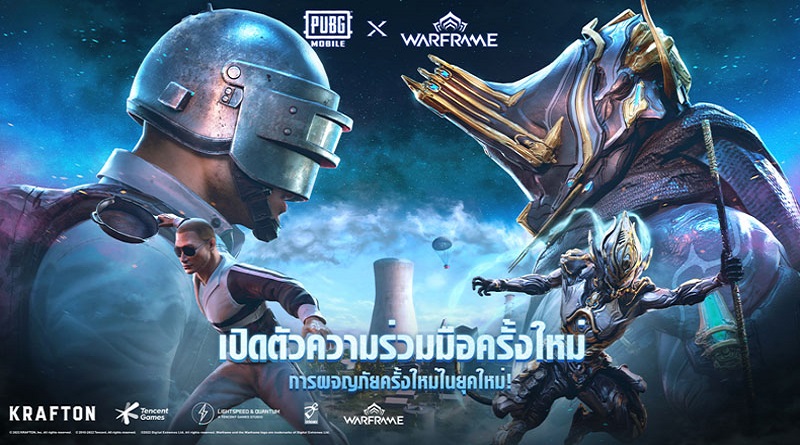 PUBG MOBILE X WARFRAME
เปิดตัวความร่วมมือครั้งใหม่
การผจญภัยครั้งใหม่ในยุคใหม่!
KRAFTON Tencent Games LIGHTSPEED & QUANTUM WARFRAME